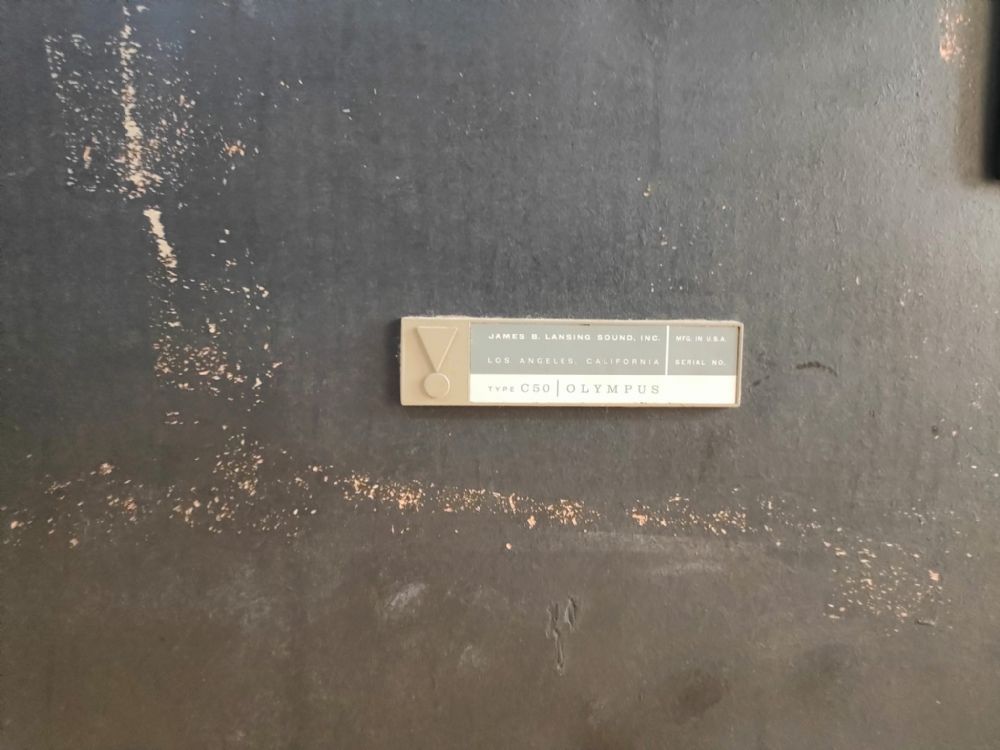 JAMES B. LANSING SOUND, INC.
MFG. IN U.S.A.
LOS ANGELES, CALIFORNIA
SERIAL NO.
TYPE C50 | OLYMPUS